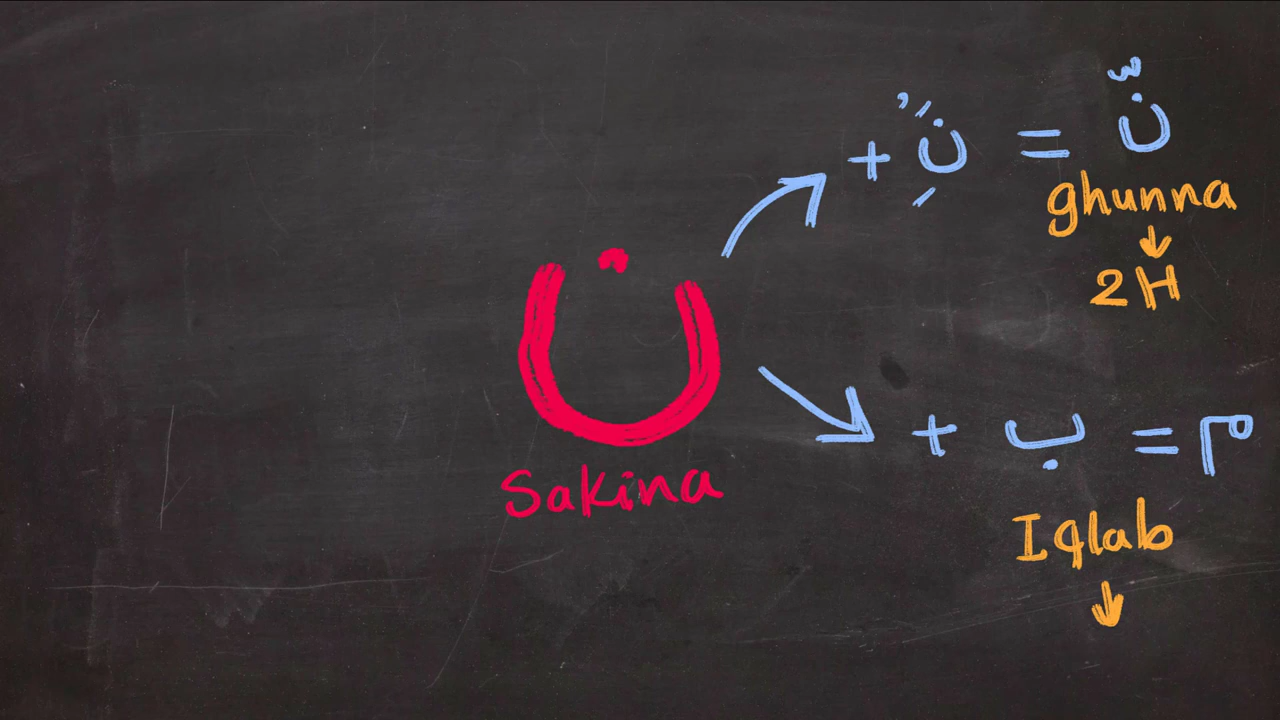 ن
Sakina
+ نَُِ = نّ
ghunna
2H
+ ب = م
Iqlab